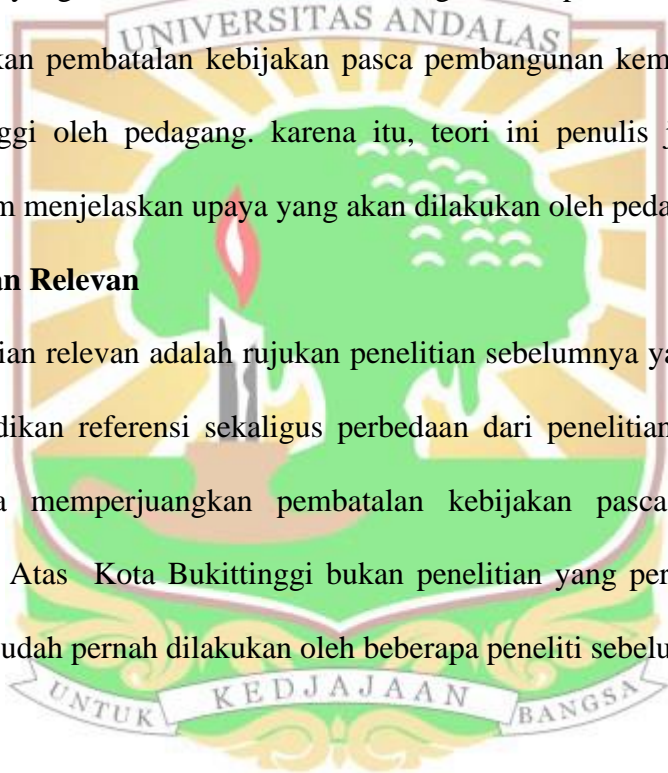 UNIVERSITAS ANDALAS
kan pembatalan kebijakan pasca pembangunan kem
nggi oleh pedagang. karena itu, teori ini penulis
m menjelaskan upaya yang akan dilakukan oleh peda
an Relevan
ian relevan adalah rujukan penelitian sebelumnya ya
dikan referensi sekaligus perbedaan dari penelitian
a memperjuangkan pembatalan kebijakan pasca
Atas Kota Bukittinggi bukan penelitian yang per
udah pernah dilakukan oleh beberapa peneliti sebelu
UNTUK KEDJAJAAN BANGSA